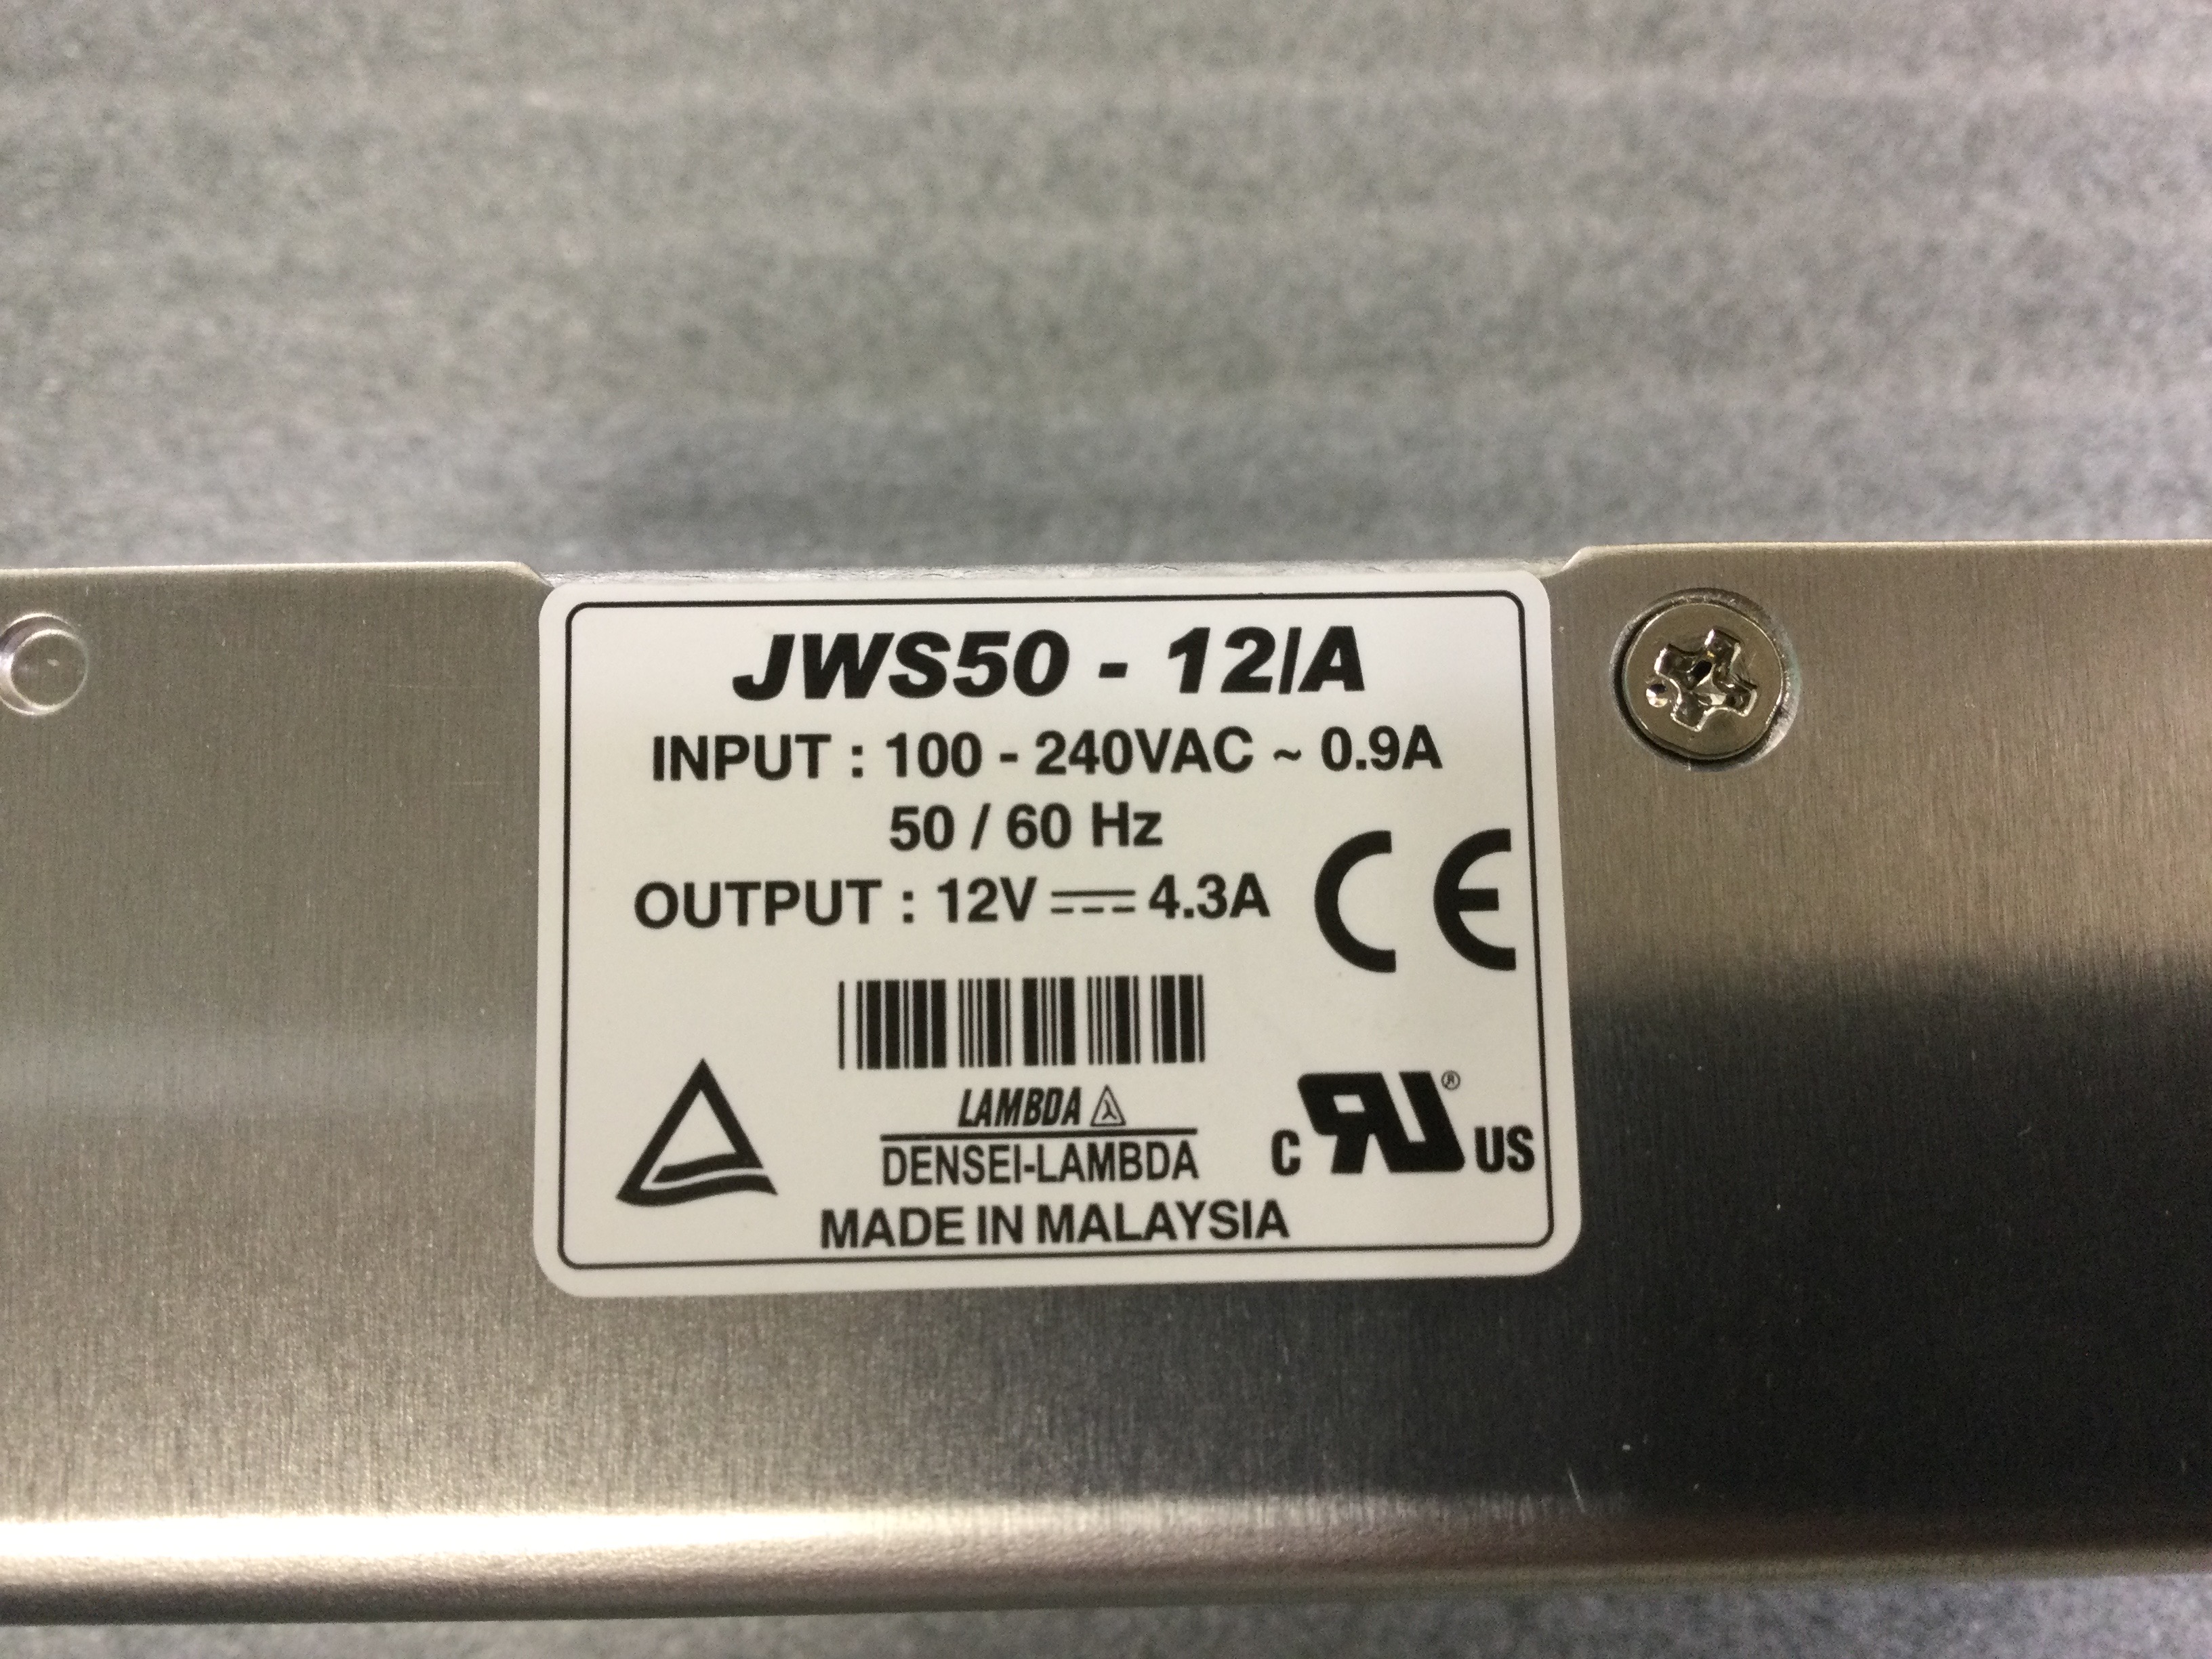 JWS50 - 12/A
INPUT : 100 - 240VAC ~ 0.9A
50 / 60 Hz
OUTPUT : 12V ⎓ 4.3A
CE
LAMBDA
DENSEI-LAMBDA
C RU® US
MADE IN MALAYSIA